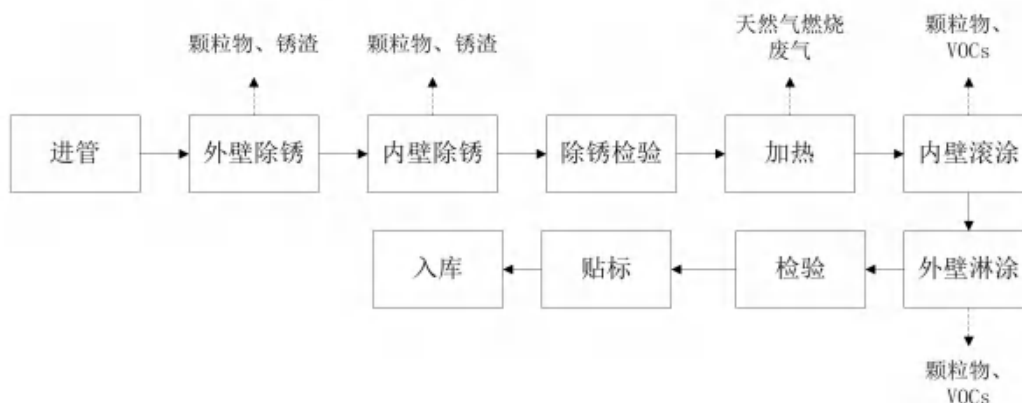 颗粒物、锈渣
颗粒物、锈渣
天然气燃烧
废气
颗粒物、
VOCs
进管
外壁除锈
内壁除锈
除锈检验
加热
内壁滚涂
入库
贴标
检验
外壁淋涂
颗粒物、
VOCs